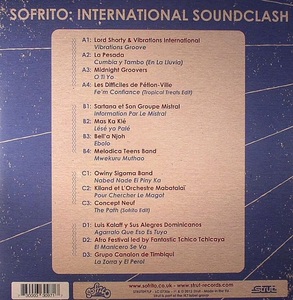 SOFRITO: INTERNATIONAL SOUNDCLASH
A1: Lord Shorty & Vibrations International
Vibrations Groove
A2: La Pesada
Cumbia y Tambo (En La Lluvia)
A3: Midnight Groovers
O Ti Yo
A4: Les Difficiles de Pétion-Ville
Fe'm Confiance (Tropical Treats Edit)
B1: Sartana et Son Groupe Mistral
Information Par Le Mistral
B2: Mas Ka Klé
Lésé yo Palé
B3: Bell'a Njoh
Ebolo
B4: Melodica Teens Band
Mwekuru Muthaa
C1: Owiny Sigoma Band
Nabed Nade Ei Piny Ka
C2: Kiland et L'Orchestre Mabatalai
Pour Chercher Le Magot
C3: Concept Neuf
The Path (Sofrito Edit)
D1: Luis Kalaff y Sus Alegres Dominicanos
Agarralo Que Eso Es Tuyo
D2: Afro Festival led by Fantastic Tchico Tchicaya
El Manicero Se Va
D3: Grupo Canalon de Timbiqui
La Zorra y El Perol
sofrito
www.sofrito.co.uk - www.strut-records.com
strut